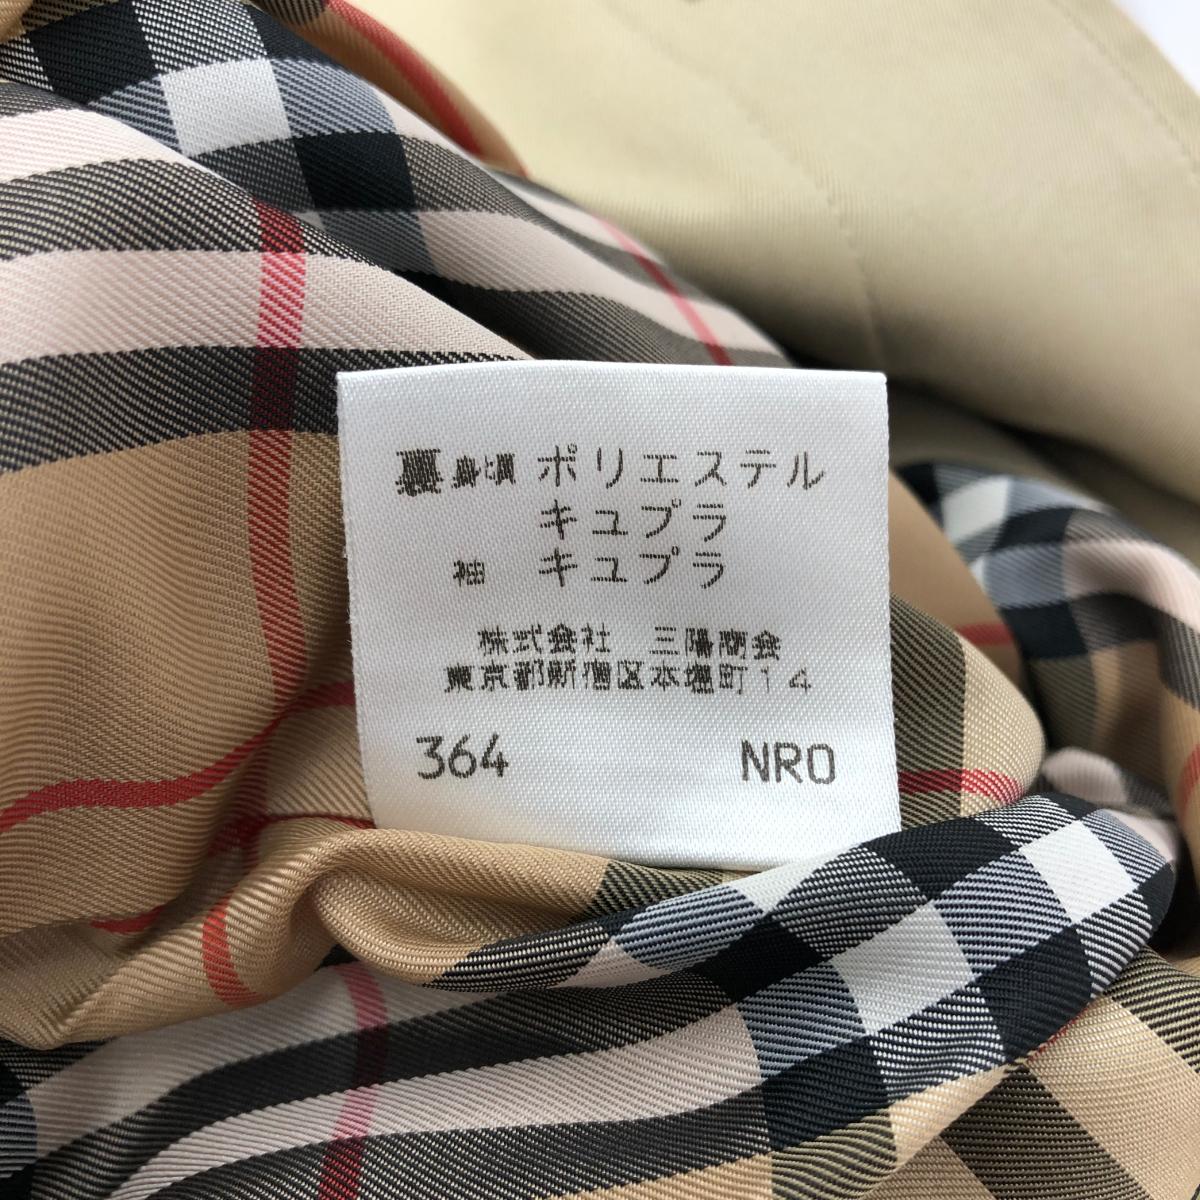 裏身頃 ポリエステル
キュプラ
袖 キュプラ
株式会社 三陽商会
東京都新宿区本塩町14
364 NRO